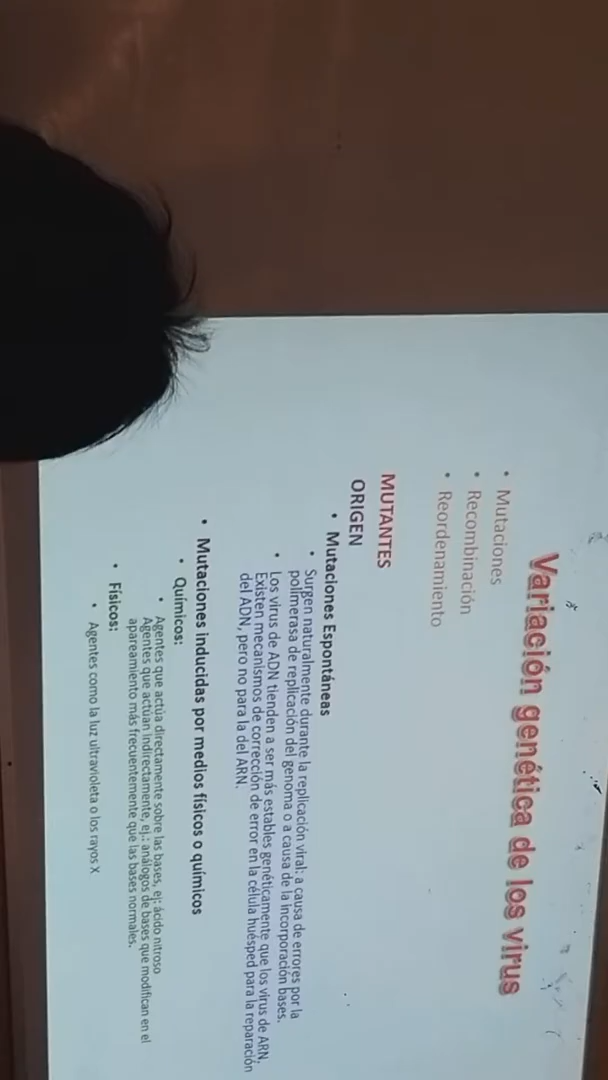 Variación genética de los virus
• Mutaciones
• Recombinación
• Reordenamiento
MUTANTES
ORIGEN
• Mutaciones Espontáneas
• Surgen naturalmente durante la replicación viral: a causa de errores por la
polimerasa de replicación del genoma o a causa de la incorporación bases.
• Los virus de ADN tienden a ser más estables genéticamente que los virus de ARN.
Existen mecanismos de corrección de error en la célula huésped para la reparación
del ADN, pero no para la del ARN.
• Mutaciones inducidas por medios físicos o químicos
• Químicos:
• Agentes que actúa directamente sobre las bases, ej: ácido nitroso
Agentes que actúan indirectamente, ej.: análogos de bases que modifican en el
apareamiento más frecuentemente que las bases normales.
• Físicos:
• Agentes como la luz ultravioleta o los rayos X